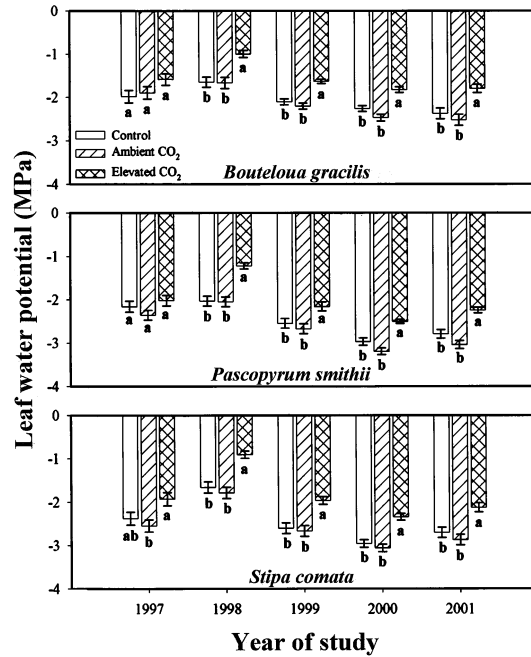 Leaf water potential (MPa)
0
-1
-2
-3
-4
a a a
b b a
b b a
b b a
b b a
Control
Ambient CO₂
Elevated CO₂
Bouteloua gracilis
0
-1
-2
-3
-4
a a a
b b a
b b a
b b a
b b a
Pascopyrum smithii
0
-1
-2
-3
-4
ab b a
b b a
b b a
b b a
b b a
Stipa comata
1997 1998 1999 2000 2001
Year of study